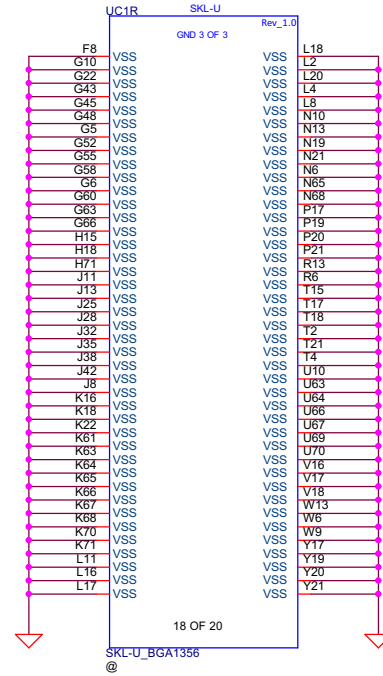 UC1R SKL-U
Rev_1.0
GND 3 OF 3
F8 VSS VSS L18
G10 VSS VSS L2
G22 VSS VSS L20
G43 VSS VSS L4
G45 VSS VSS L8
G48 VSS VSS N10
G5 VSS VSS N13
G52 VSS VSS N19
G55 VSS VSS N21
G58 VSS VSS N6
G6 VSS VSS N65
G60 VSS VSS N68
G63 VSS VSS P17
G66 VSS VSS P19
H15 VSS VSS P20
H18 VSS VSS P21
H71 VSS VSS R13
J11 VSS VSS R6
J13 VSS VSS T15
J25 VSS VSS T17
J28 VSS VSS T18
J32 VSS VSS T2
J35 VSS VSS T21
J38 VSS VSS T4
J42 VSS VSS U10
J8 VSS VSS U63
K16 VSS VSS U64
K18 VSS VSS U66
K22 VSS VSS U67
K61 VSS VSS U69
K63 VSS VSS U70
K64 VSS VSS V16
K65 VSS VSS V17
K66 VSS VSS V18
K67 VSS VSS W13
K68 VSS VSS W6
K70 VSS VSS W9
K71 VSS VSS Y17
L11 VSS VSS Y19
L16 VSS VSS Y20
L17 VSS VSS Y21
18 OF 20
SKL-U_BGA1356
@